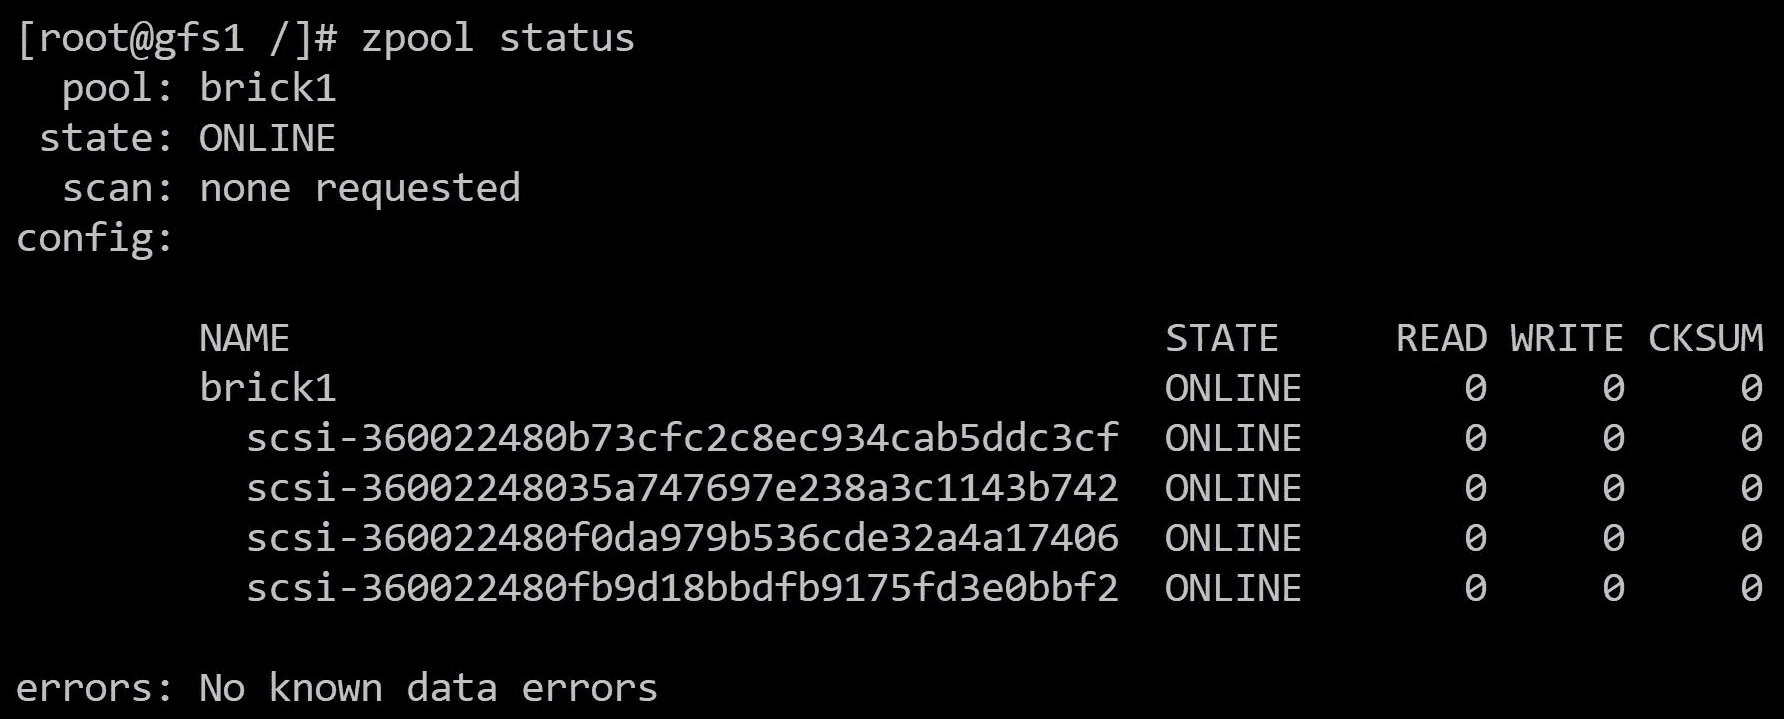 [root@gfs1 /]# zpool status
  pool: brick1
 state: ONLINE
  scan: none requested
config:

        NAME                                      STATE     READ WRITE CKSUM
        brick1                                    ONLINE       0     0     0
          scsi-360022480b73cfc2c8ec934cab5ddc3cf  ONLINE       0     0     0
          scsi-36002248035a747697e238a3c1143b742  ONLINE       0     0     0
          scsi-360022480f0da979b536cde32a4a17406  ONLINE       0     0     0
          scsi-360022480fb9d18bbdfb9175fd3e0bbf2  ONLINE       0     0     0

errors: No known data errors